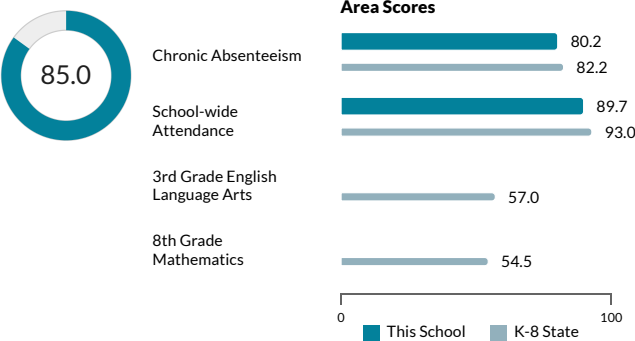 Area Scores
85.0
Chronic Absenteeism
80.2
82.2
School-wide
Attendance
89.7
93.0
3rd Grade English
Language Arts
57.0
8th Grade
Mathematics
54.5
0
100
This School
K-8 State